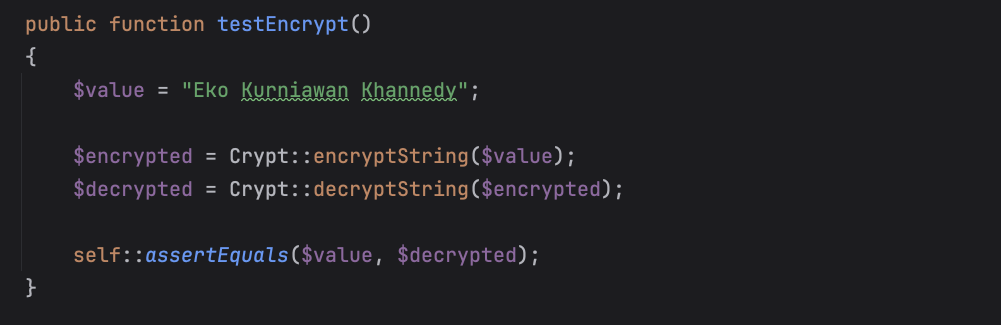 public function testEncrypt()
{
    $value = "Eko Kurniawan Khannedy";
    $encrypted = Crypt::encryptString($value);
    $decrypted = Crypt::decryptString($encrypted);
    self::assertEquals($value, $decrypted);
}